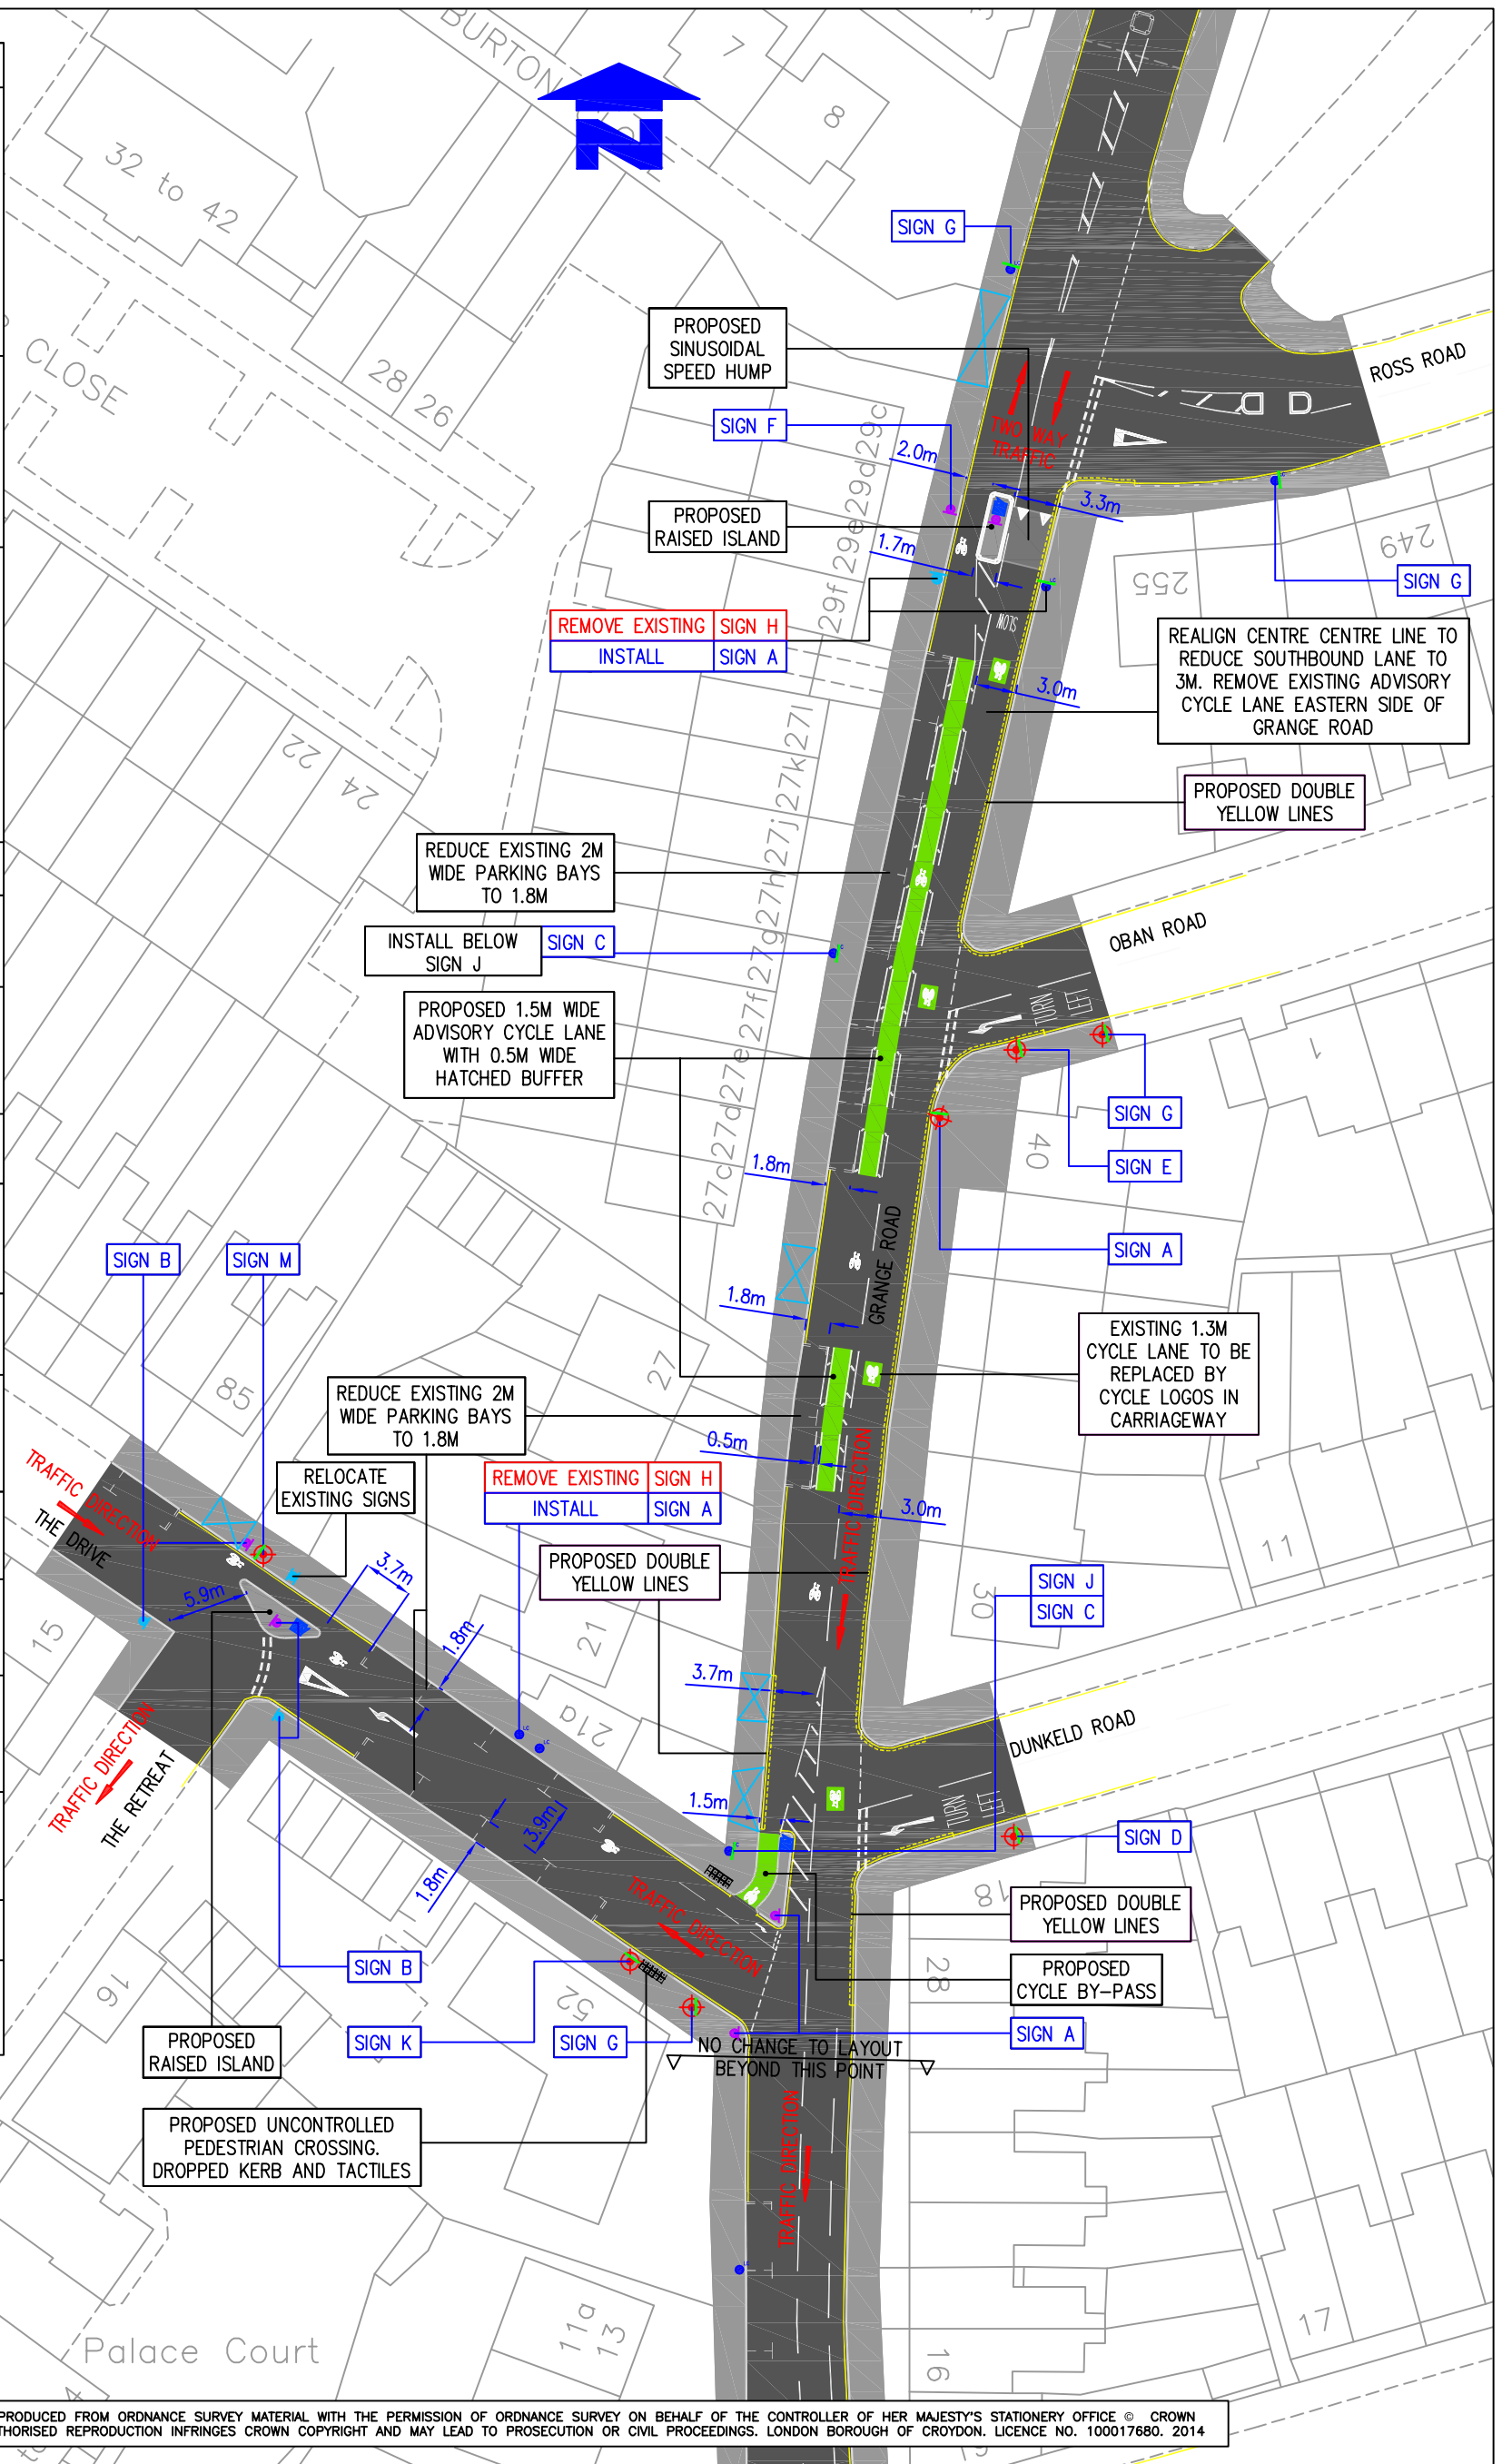 BURTON
7
8
32 to 42
CLOSE
28
26
22
24
SIGN G
PROPOSED
SINUSOIDAL
SPEED HUMP
ROSS ROAD
SIGN F
TWO WAY
TRAFFIC
2.0m
3.3m
PROPOSED
RAISED ISLAND
1.7m
249
255
SIGN G
REMOVE EXISTING SIGN H
INSTALL SIGN A
SLOW
REALIGN CENTRE CENTRE LINE TO
REDUCE SOUTHBOUND LANE TO
3M. REMOVE EXISTING ADVISORY
CYCLE LANE EASTERN SIDE OF
GRANGE ROAD
3.0m
29f 29e29d29c
PROPOSED DOUBLE
YELLOW LINES
REDUCE EXISTING 2M
WIDE PARKING BAYS
TO 1.8M
27c27d27e27f27g27h27j27k27l
INSTALL BELOW
SIGN J
SIGN C
OBAN ROAD
TURN
LEFT
PROPOSED 1.5M WIDE
ADVISORY CYCLE LANE
WITH 0.5M WIDE
HATCHED BUFFER
1
40
SIGN G
SIGN E
1.8m
GRANGE ROAD
SIGN A
SIGN B
SIGN M
1.8m
EXISTING 1.3M
CYCLE LANE TO BE
REPLACED BY
CYCLE LOGOS IN
CARRIAGEWAY
85
27
REDUCE EXISTING 2M
WIDE PARKING BAYS
TO 1.8M
0.5m
TRAFFIC DIRECTION
THE DRIVE
RELOCATE
EXISTING SIGNS
REMOVE EXISTING SIGN H
INSTALL SIGN A
TRAFFIC DIRECTION
3.0m
11
PROPOSED DOUBLE
YELLOW LINES
3.7m
5.9m
30
SIGN J
SIGN C
15
21
1.8m
3.7m
21a
DUNKELD ROAD
TURN
LEFT
TRAFFIC DIRECTION
THE RETREAT
1.5m
3.9m
1.8m
SIGN D
18
TRAFFIC DIRECTION
PROPOSED DOUBLE
YELLOW LINES
SIGN B
PROPOSED
CYCLE BY-PASS
28
16
52
SIGN K
SIGN G
SIGN A
PROPOSED
RAISED ISLAND
NO CHANGE TO LAYOUT
BEYOND THIS POINT
PROPOSED UNCONTROLLED
PEDESTRIAN CROSSING.
DROPPED KERB AND TACTILES
TRAFFIC DIRECTION
Palace Court
11a
13
16
17
PRODUCED FROM ORDNANCE SURVEY MATERIAL WITH THE PERMISSION OF ORDNANCE SURVEY ON BEHALF OF THE CONTROLLER OF HER MAJESTY'S STATIONERY OFFICE © CROWN
THORISED REPRODUCTION INFRINGES CROWN COPYRIGHT AND MAY LEAD TO PROSECUTION OR CIVIL PROCEEDINGS. LONDON BOROUGH OF CROYDON. LICENCE NO. 100017680. 2014